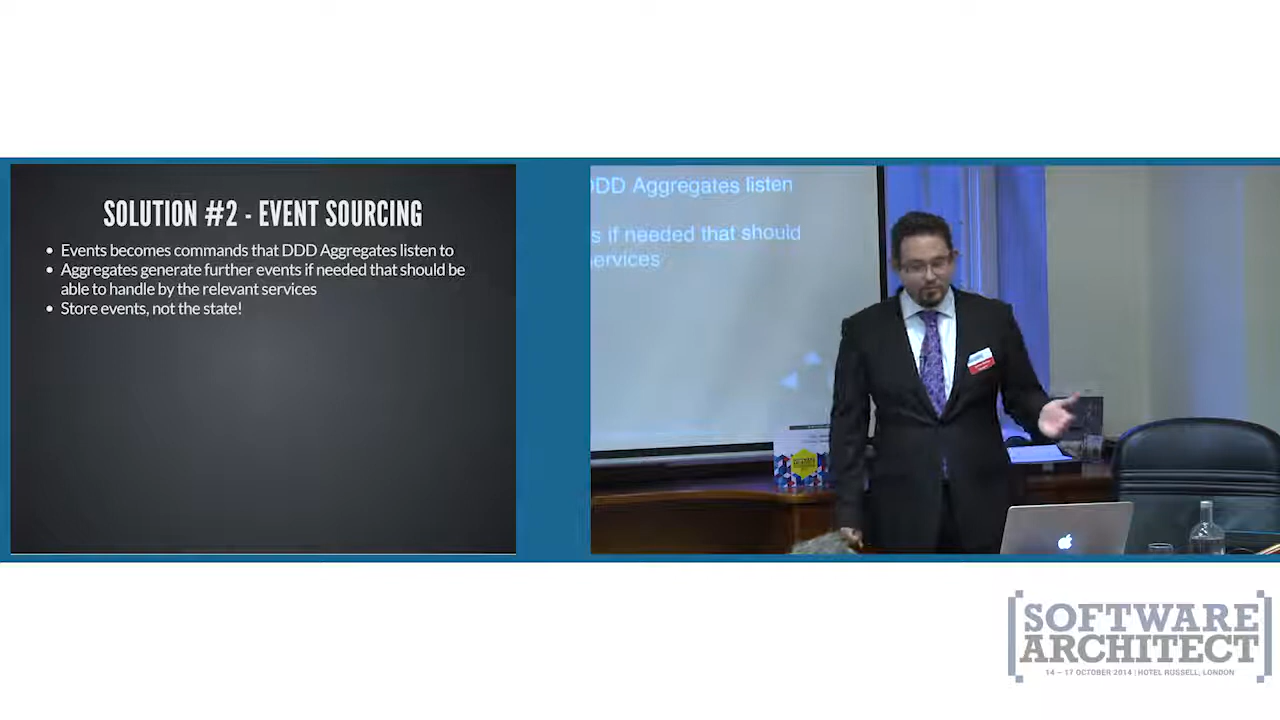 SOLUTION #2 - EVENT SOURCING
• Events becomes commands that DDD Aggregates listen to
• Aggregates generate further events if needed that should be
able to handle by the relevant services
• Store events, not the state!
DDD Aggregates listen
s if needed that should
ervices
[SOFTWARE
ARCHITECT]
14 – 17 OCTOBER 2014 | HOTEL RUSSELL, LONDON